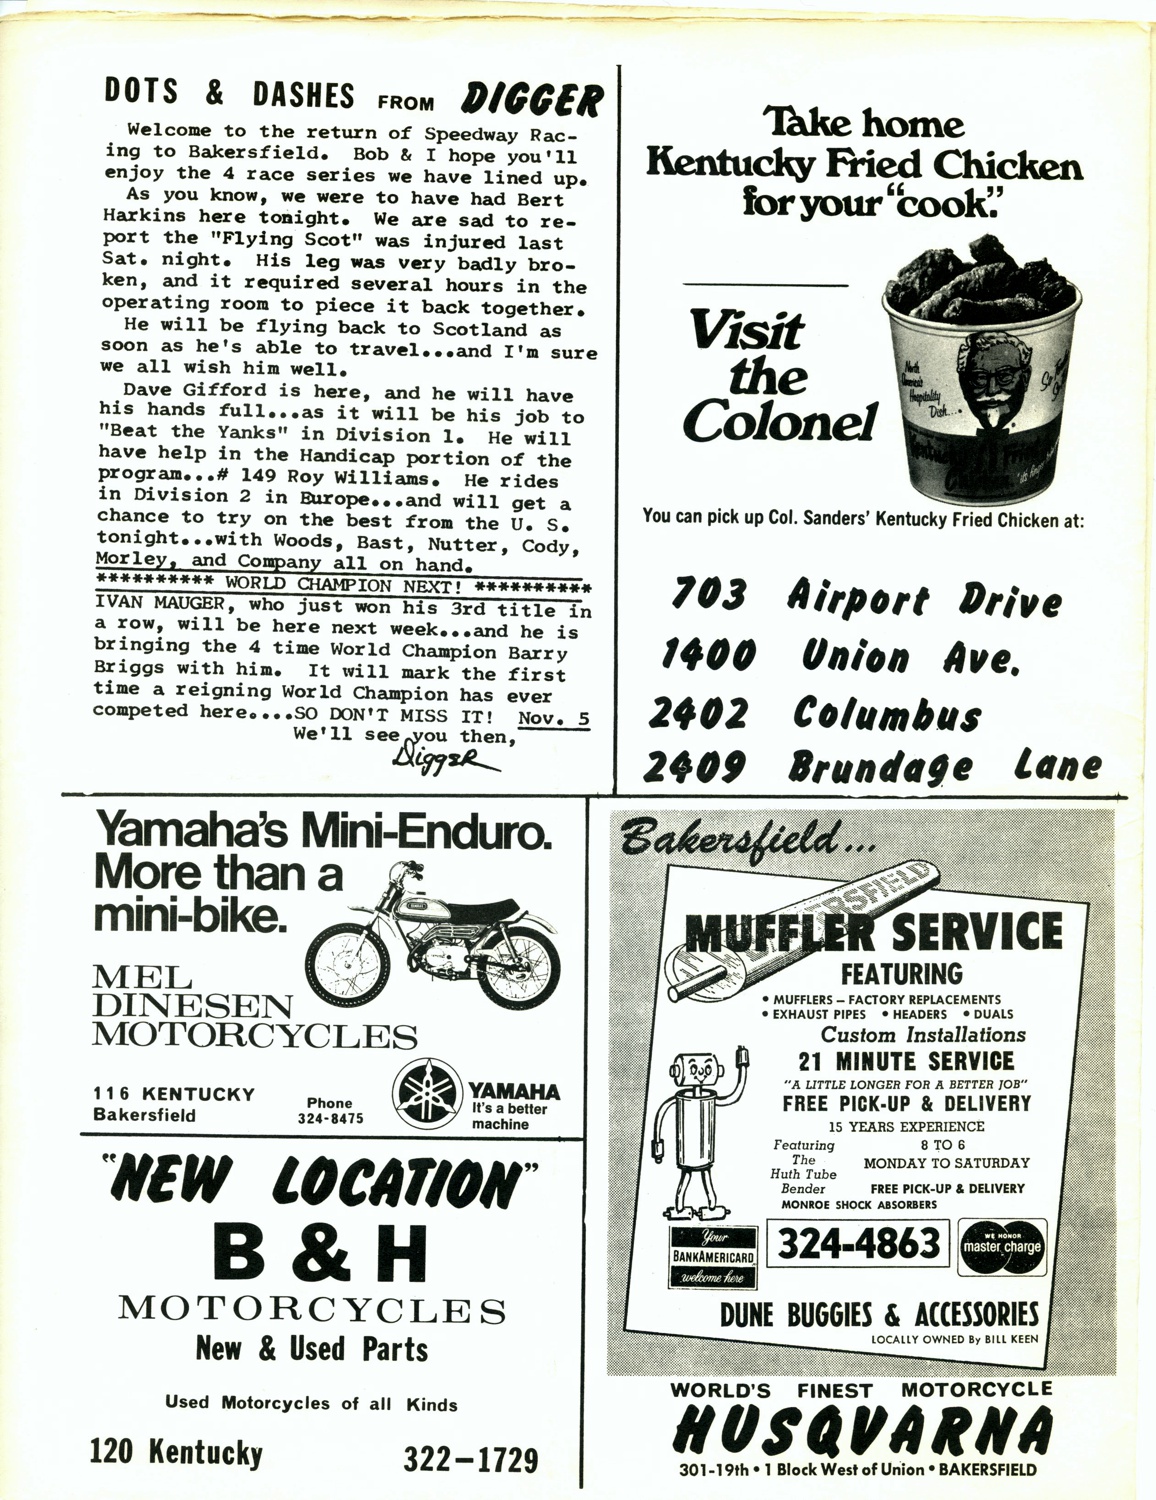 DOTS & DASHES FROM DIGGER
Welcome to the return of Speedway Rac-
ing to Bakersfield. Bob & I hope you'll
enjoy the 4 race series we have lined up.
As you know, we were to have had Bert
Harkins here tonight. We are sad to re-
port the "Flying Scot" was injured last
Sat. night. His leg was very badly bro-
ken, and it required several hours in the
operating room to piece it back together.
He will be flying back to Scotland as
soon as he's able to travel...and I'm sure
we all wish him well.
Dave Gifford is here, and he will have
his hands full...as it will be his job to
"Beat the Yanks" in Division 1. He will
have help in the Handicap portion of the
program...# 149 Roy Williams. He rides
in Division 2 in Europe...and will get a
chance to try on the best from the U. S.
tonight...with Woods, Bast, Nutter, Cody,
Morley, and Company all on hand.
********** WORLD CHAMPION NEXT! **********
IVAN MAUGER, who just won his 3rd title in
a row, will be here next week...and he is
bringing the 4 time World Champion Barry
Briggs with him. It will mark the first
time a reigning World Champion has ever
competed here....SO DON'T MISS IT! Nov. 5
We'll see you then,
Digger
Take home
Kentucky Fried Chicken
for your "cook."
Visit
the
Colonel
North
America's
Hospitality
Dish...
You can pick up Col. Sanders' Kentucky Fried Chicken at:
703 Airport Drive
1400 Union Ave.
2402 Columbus
2409 Brundage Lane
Yamaha's Mini-Enduro.
More than a
mini-bike.
MEL
DINESEN
MOTORCYCLES
116 KENTUCKY
Bakersfield
Phone
324-8475
YAMAHA
It's a better
machine
"NEW LOCATION"
B & H
MOTORCYCLES
New & Used Parts
Used Motorcycles of all Kinds
120 Kentucky 322-1729
Bakersfield...
MUFFLER SERVICE
FEATURING
• MUFFLERS – FACTORY REPLACEMENTS
• EXHAUST PIPES • HEADERS • DUALS
Custom Installations
21 MINUTE SERVICE
"A LITTLE LONGER FOR A BETTER JOB"
FREE PICK-UP & DELIVERY
15 YEARS EXPERIENCE
Featuring
The
Huth Tube
Bender
8 TO 6
MONDAY TO SATURDAY
FREE PICK-UP & DELIVERY
MONROE SHOCK ABSORBERS
Your
BANKAMERICARD
welcome here
324-4863
WE HONOR
master charge
DUNE BUGGIES & ACCESSORIES
LOCALLY OWNED By BILL KEEN
WORLD'S FINEST MOTORCYCLE
HUSQVARNA
301-19th • 1 Block West of Union • BAKERSFIELD